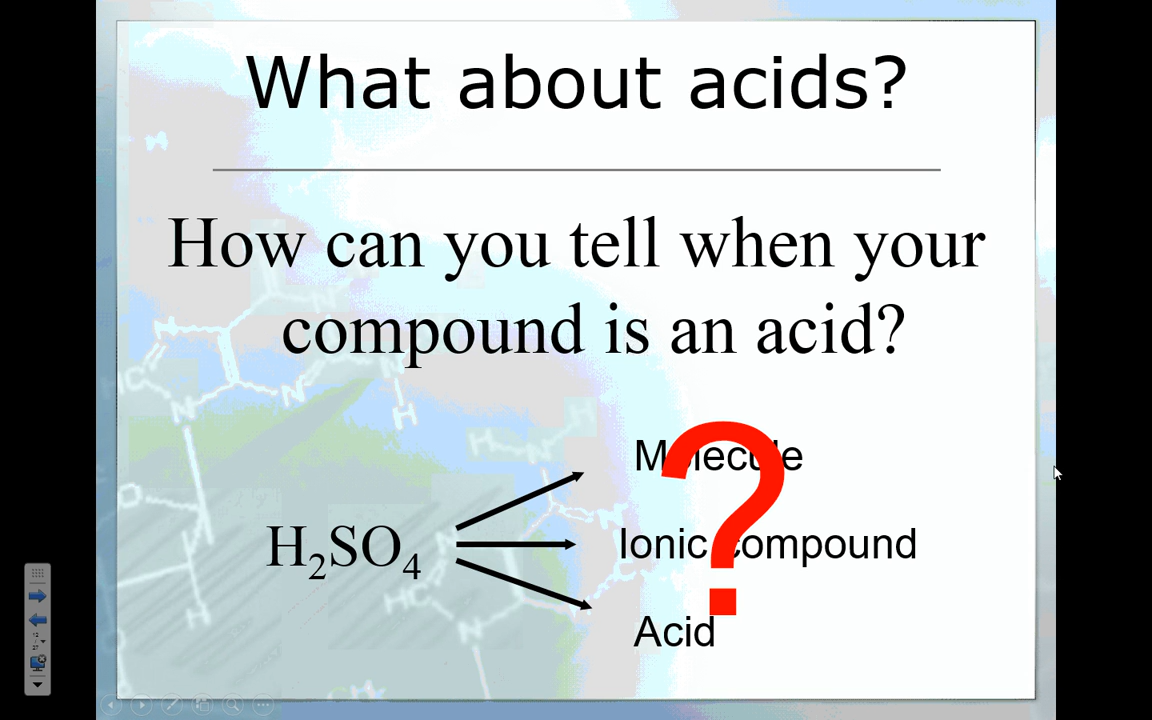 What about acids?
How can you tell when your
compound is an acid?
Molecule
H₂SO₄
Ionic compound
Acid
?